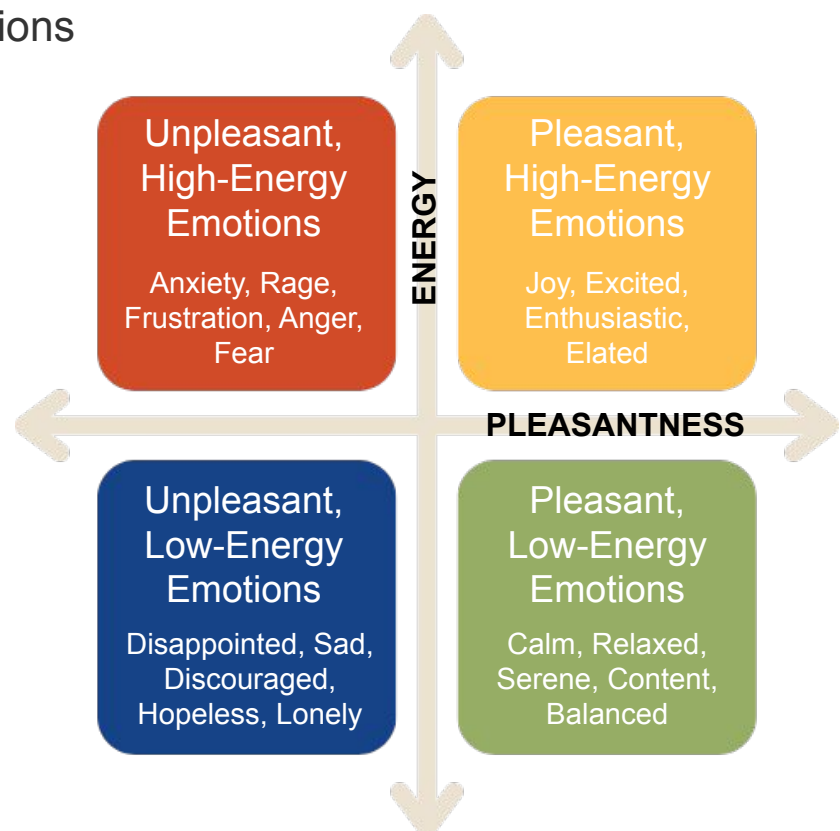 ions
Unpleasant,
High-Energy
Emotions
Anxiety, Rage,
Frustration, Anger,
Fear
ENERGY
Pleasant,
High-Energy
Emotions
Joy, Excited,
Enthusiastic,
Elated
PLEASANTNESS
Unpleasant,
Low-Energy
Emotions
Disappointed, Sad,
Discouraged,
Hopeless, Lonely
Pleasant,
Low-Energy
Emotions
Calm, Relaxed,
Serene, Content,
Balanced